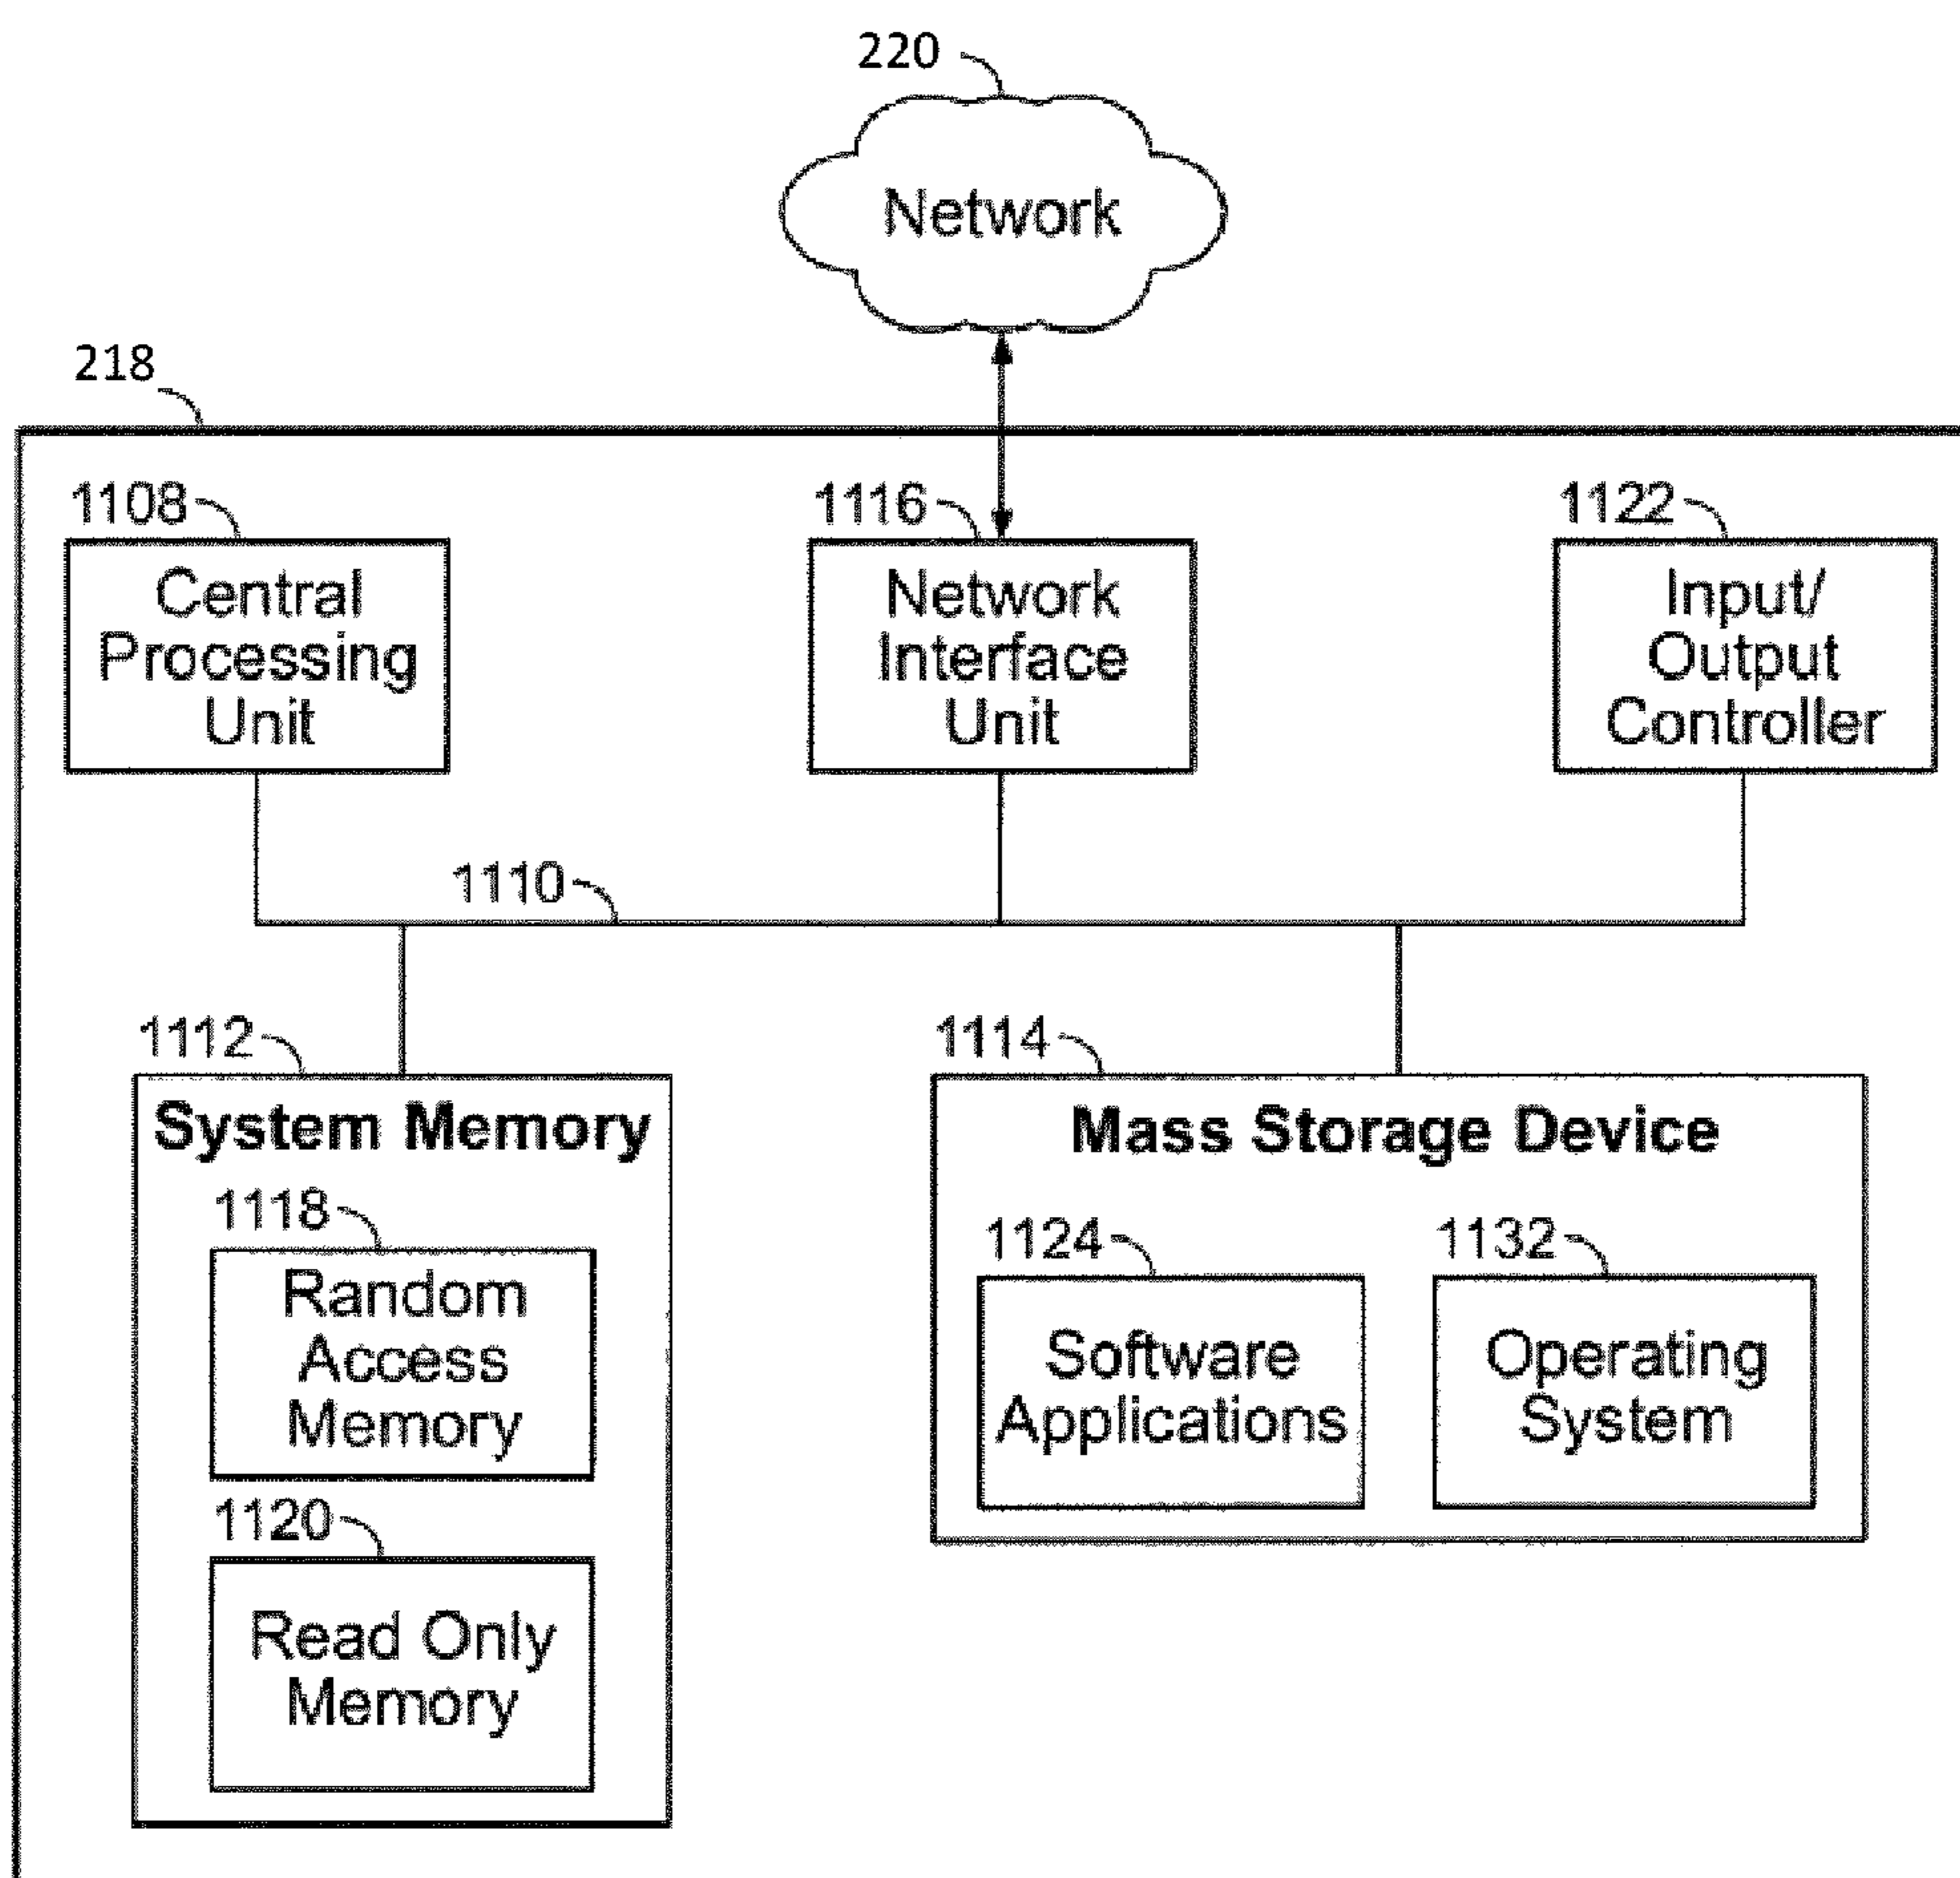 220
Network
218
1108
1116
1122
Central
Processing
Unit
Network
Interface
Unit
Input/
Output
Controller
1110
1112
1114
System Memory
Mass Storage Device
1118
Random
Access
Memory
1120
Read Only
Memory
1124
1132
Software
Applications
Operating
System